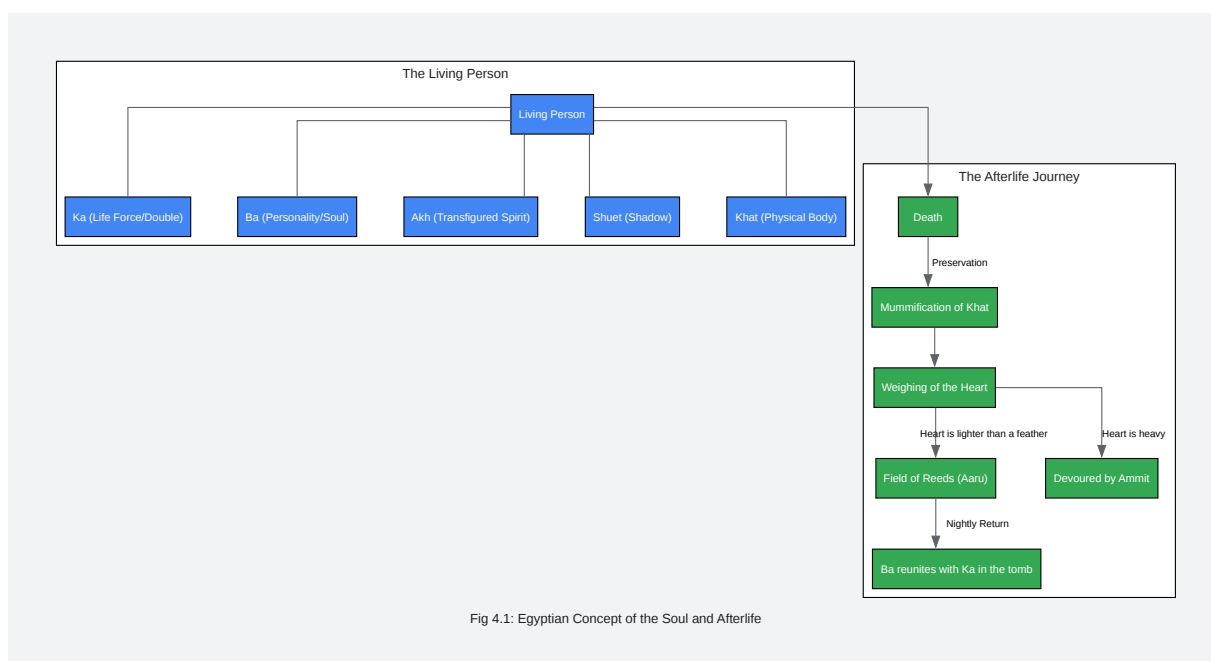 The Living Person
Living Person
Ka (Life Force/Double)
Ba (Personality/Soul)
Akh (Transfigured Spirit)
Shuet (Shadow)
Khat (Physical Body)
The Afterlife Journey
Death
Preservation
Mummification of Khat
Weighing of the Heart
Heart is lighter than a feather
Heart is heavy
Field of Reeds (Aaru)
Devoured by Ammit
Nightly Return
Ba reunites with Ka in the tomb
Fig 4.1: Egyptian Concept of the Soul and Afterlife